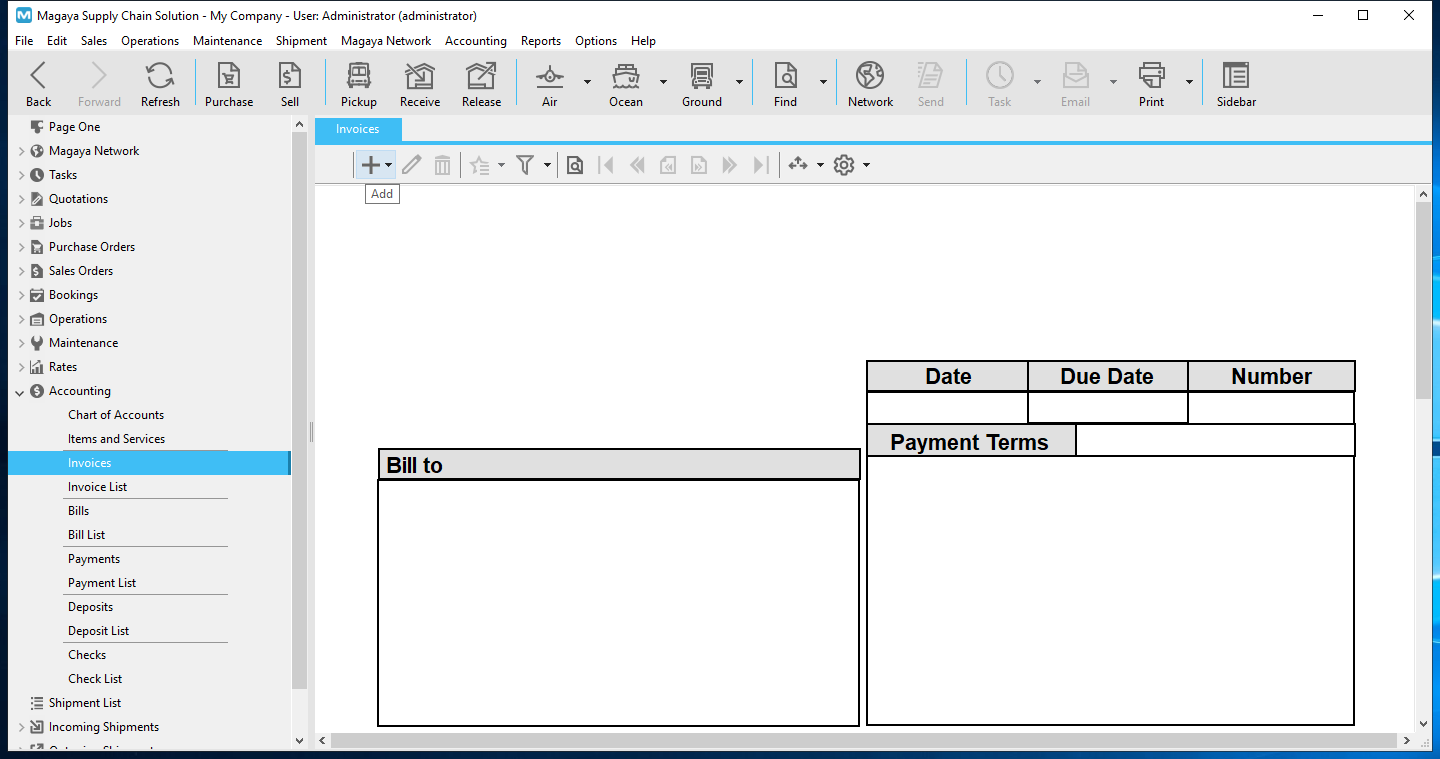 Magaya Supply Chain Solution - My Company - User: Administrator (administrator)
File Edit Sales Operations Maintenance Shipment Magaya Network Accounting Reports Options Help
Back Forward Refresh Purchase Sell Pickup Receive Release Air Ocean Ground Find Network Send Task Email Print Sidebar
Page One
Magaya Network
Tasks
Quotations
Jobs
Purchase Orders
Sales Orders
Bookings
Operations
Maintenance
Rates
Accounting
Chart of Accounts
Items and Services
Invoices
Invoice List
Bills
Bill List
Payments
Payment List
Deposits
Deposit List
Checks
Check List
Shipment List
Incoming Shipments
Invoices
Add
Date Due Date Number
Payment Terms
Bill to